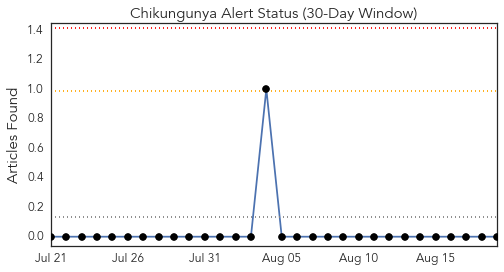 Chikungunya Alert Status (30-Day Window)
1.4
1.2
1.0
0.8
0.6
0.4
0.2
0.0
Articles Found
Jul 21 Jul 26 Jul 31 Aug 05 Aug 10 Aug 15